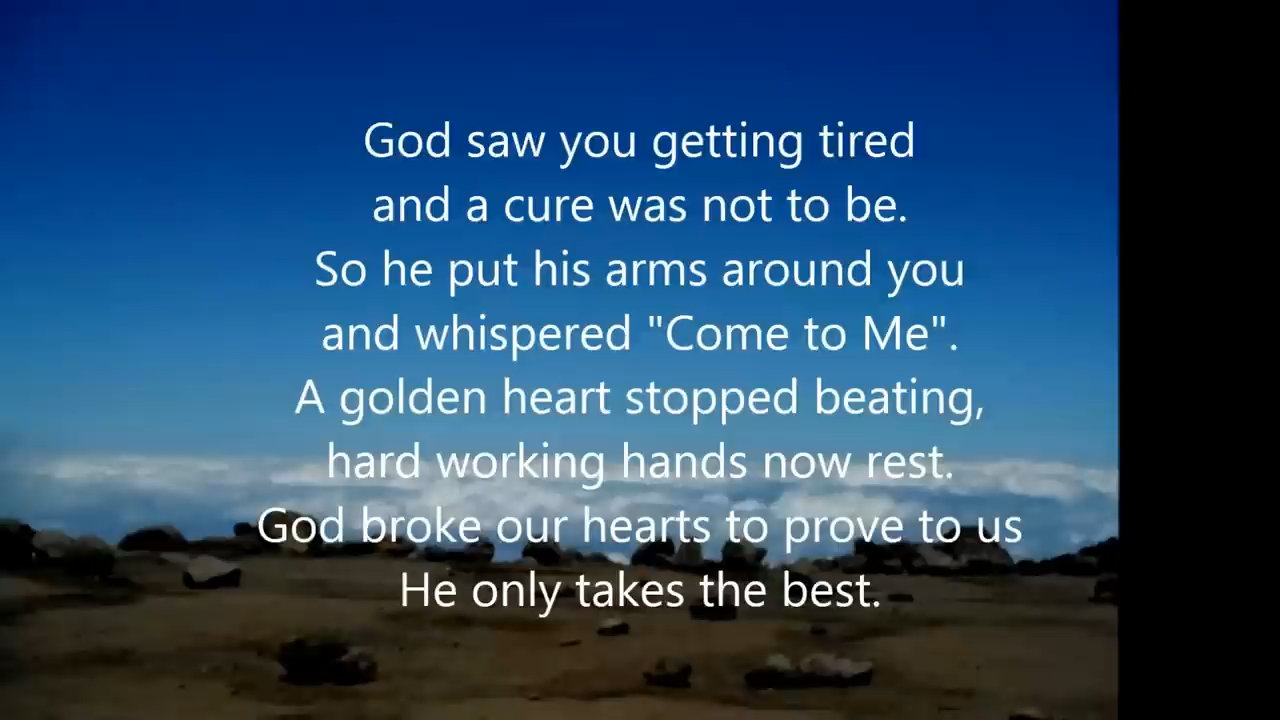 God saw you getting tired
and a cure was not to be.
So he put his arms around you
and whispered "Come to Me".
A golden heart stopped beating,
hard working hands now rest.
God broke our hearts to prove to us
He only takes the best.